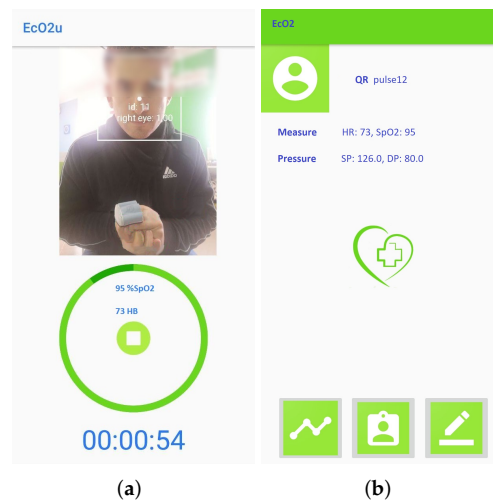 EcO2u
id: 11
right eye: 1.00
95 %SpO2
73 HB
00:00:54
(a)
EcO2
QR pulse12
Measure HR: 73, SpO2: 95
Pressure SP: 126.0, DP: 80.0
(b)